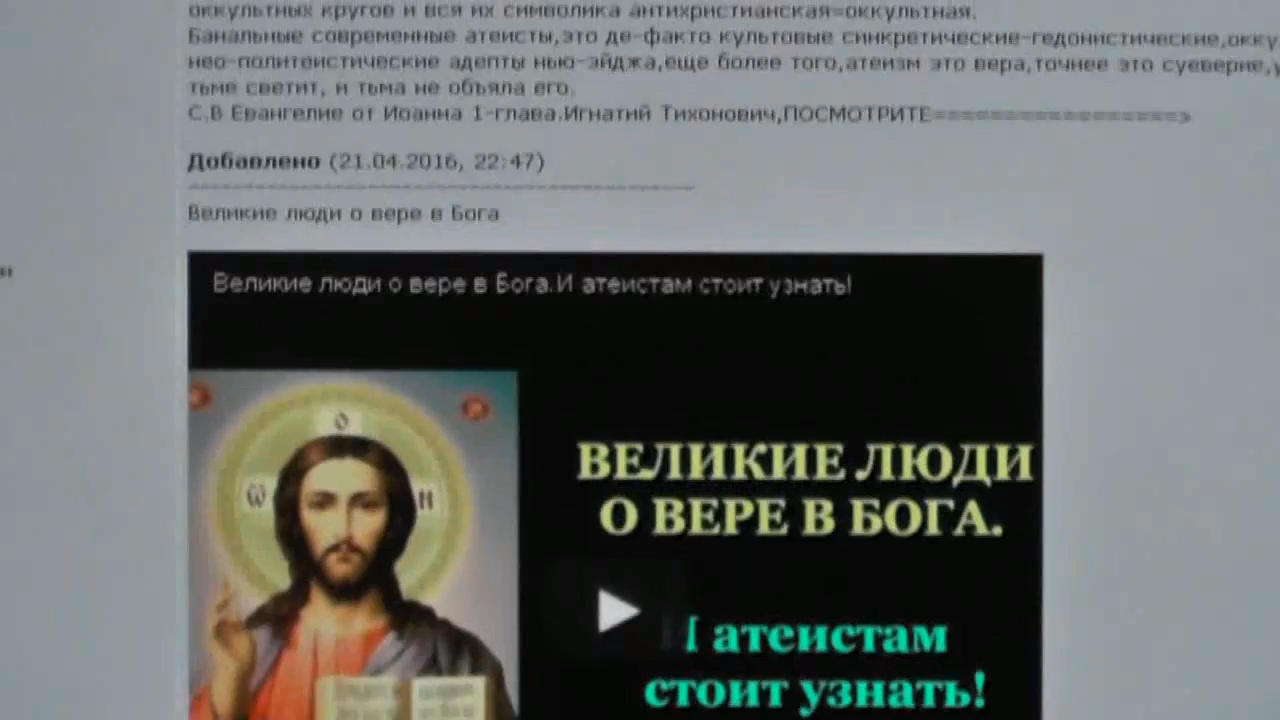 оккультных кругов и вся их символика антихристианская=оккультная.
Банальные современные атеисты,это де-факто культовые синкретические-гедонистические,окку
нео-политеистические адепты нью-эйджа,еще более того,атеизм это вера,точнее это суеверие,у
тьме светит, и тьма не объяла его.
С.В Евангелие от Иоанна 1-глава.Игнатий Тихонович,ПОСМОТРИТЕ==================>
Добавлено (21.04.2016, 22:47)
---------------------------------------------
Великие люди о вере в Бога
Великие люди о вере в Бога.И атеистам стоит узнать!
О
Ѿ Н
ВЕЛИКИЕ ЛЮДИ
О ВЕРЕ В БОГА.
И атеистам
стоит узнать!